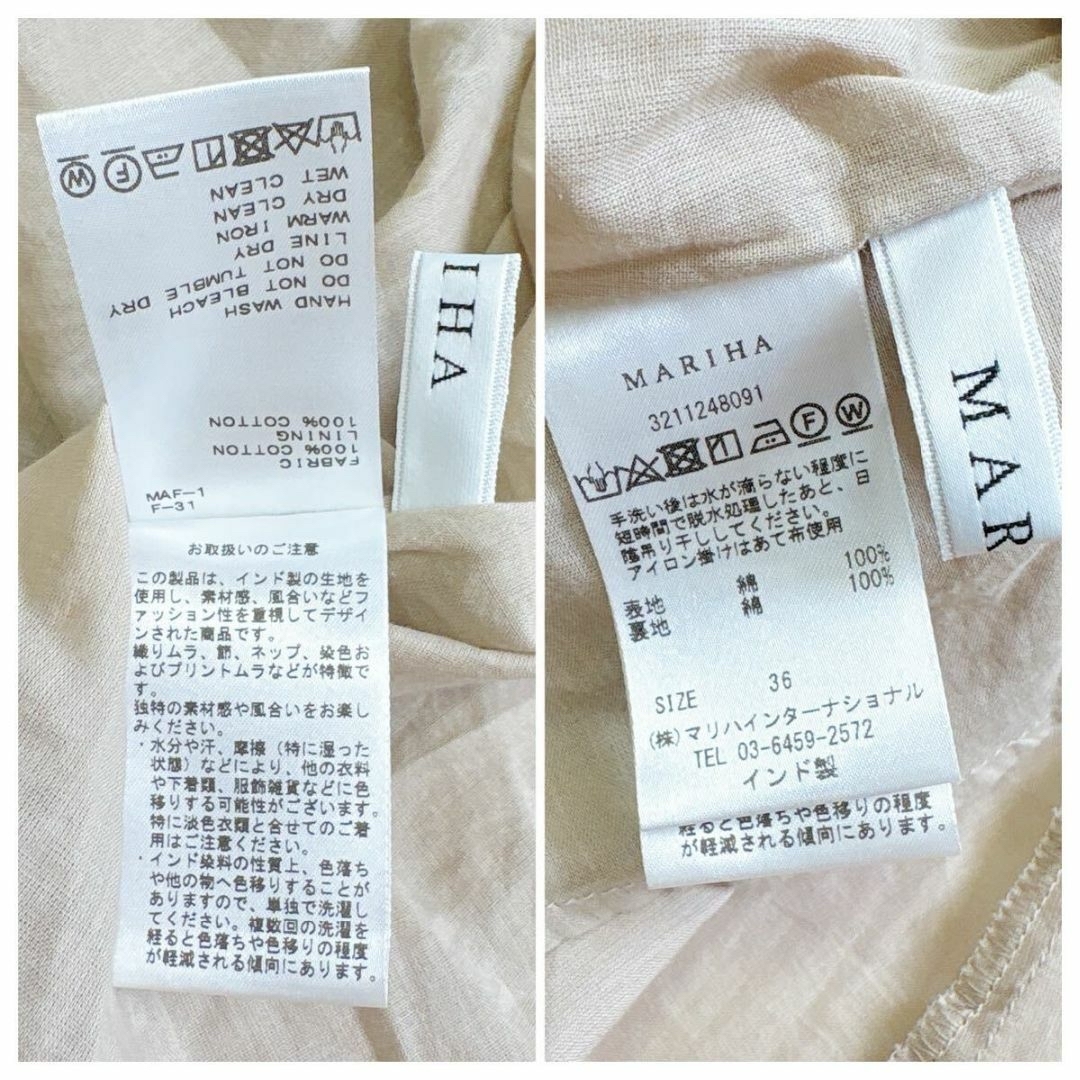 WET CLEAN
DRY CLEAN
WARM IRON
LINE DRY
DO NOT TUMBLE DRY
DO NOT BLEACH
HAND WASH
100% COTTON
LINING
100% COTTON
FABRIC
MAF-1
F-31
お取扱いのご注意
この製品は、インド製の生地を
使用し、素材感、風合いなどフ
ァッション性を重視してデザイ
ンされた商品です。
織りムラ、節、ネップ、染色お
よびプリントムラなどが特徴で
す。
独特の素材感や風合いをお楽し
みください。
・水分や汗、摩擦（特に湿った
状態）などにより、他の衣料
や下着類、服飾雑貨などに色
移りする可能性がございます。
特に淡色衣類と合せてのご着
用はご注意ください。
・インド染料の性質上、色落ち
や他の物へ色移りすることが
ありますので、単独で洗濯し
てください。複数回の洗濯を
経ると色落ちや色移りの程度
が軽減される傾向にあります。
IHA
MARIHA
3211248091
手洗い後は水が滴らない程度に
短時間で脱水処理したあと、日
陰吊り干ししてください。
アイロン掛けはあて布使用
表地 綿 100%
裏地 綿 100%
SIZE 36
(株)マリハインターナショナル
TEL 03-6459-2572
インド製
経ると色落ちや色移りの程度
が軽減される傾向にあります。
MAR